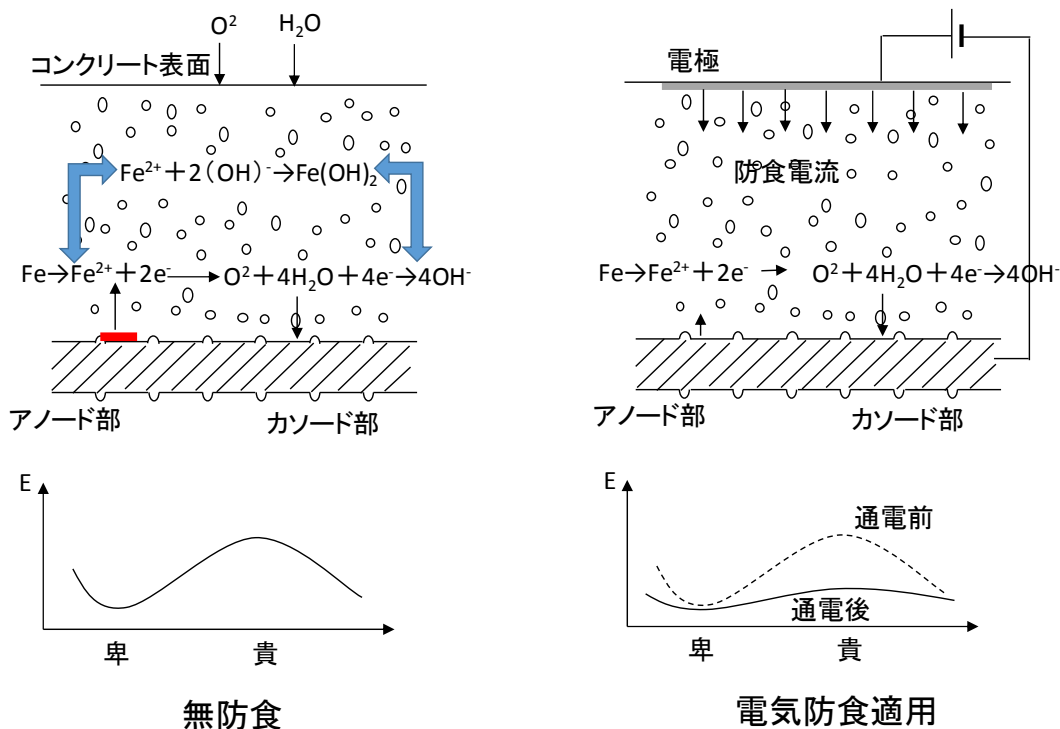 O² H₂O
コンクリート表面
Fe²⁺＋2（OH）⁻→Fe(OH)₂
Fe→Fe²⁺＋2e⁻ → O²＋4H₂O＋4e⁻→4OH⁻
アノード部 カソード部
E
卑 貴
無防食
電極
防食電流
Fe→Fe²⁺＋2e⁻ → O²＋4H₂O＋4e⁻→4OH⁻
アノード部 カソード部
E
通電前
通電後
卑 貴
電気防食適用